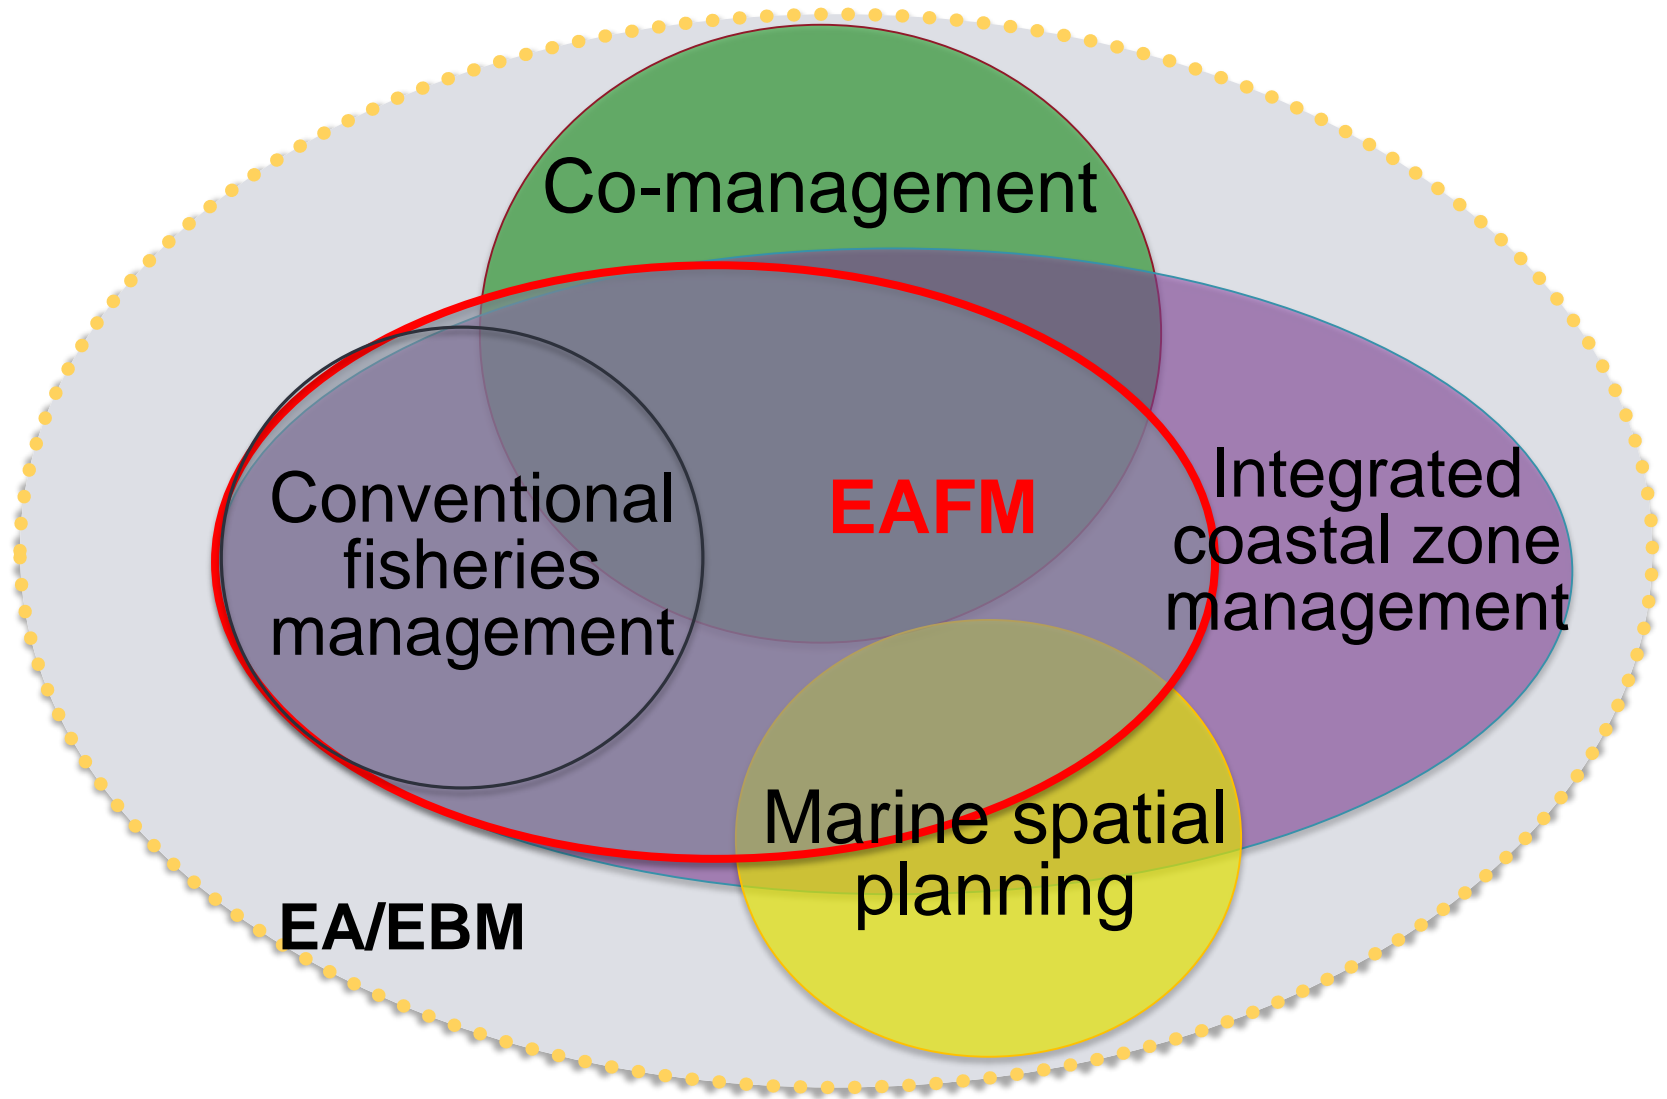 Co-management
Conventional
fisheries
management
EAFM
Integrated
coastal zone
management
Marine spatial
planning
EA/EBM